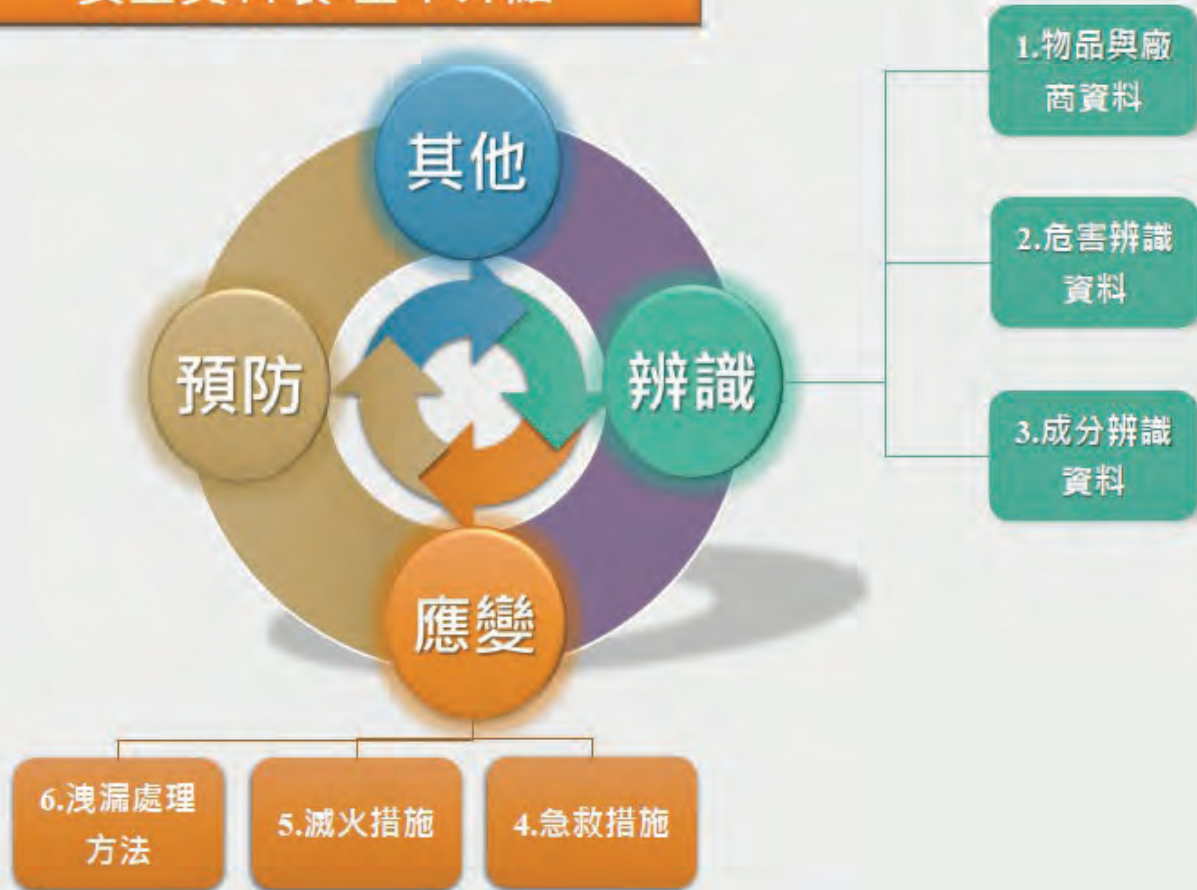 其他
預防
辨識
應變
1.物品與廠
商資料
2.危害辨識
資料
3.成分辨識
資料
6.洩漏處理
方法
5.滅火措施
4.急救措施